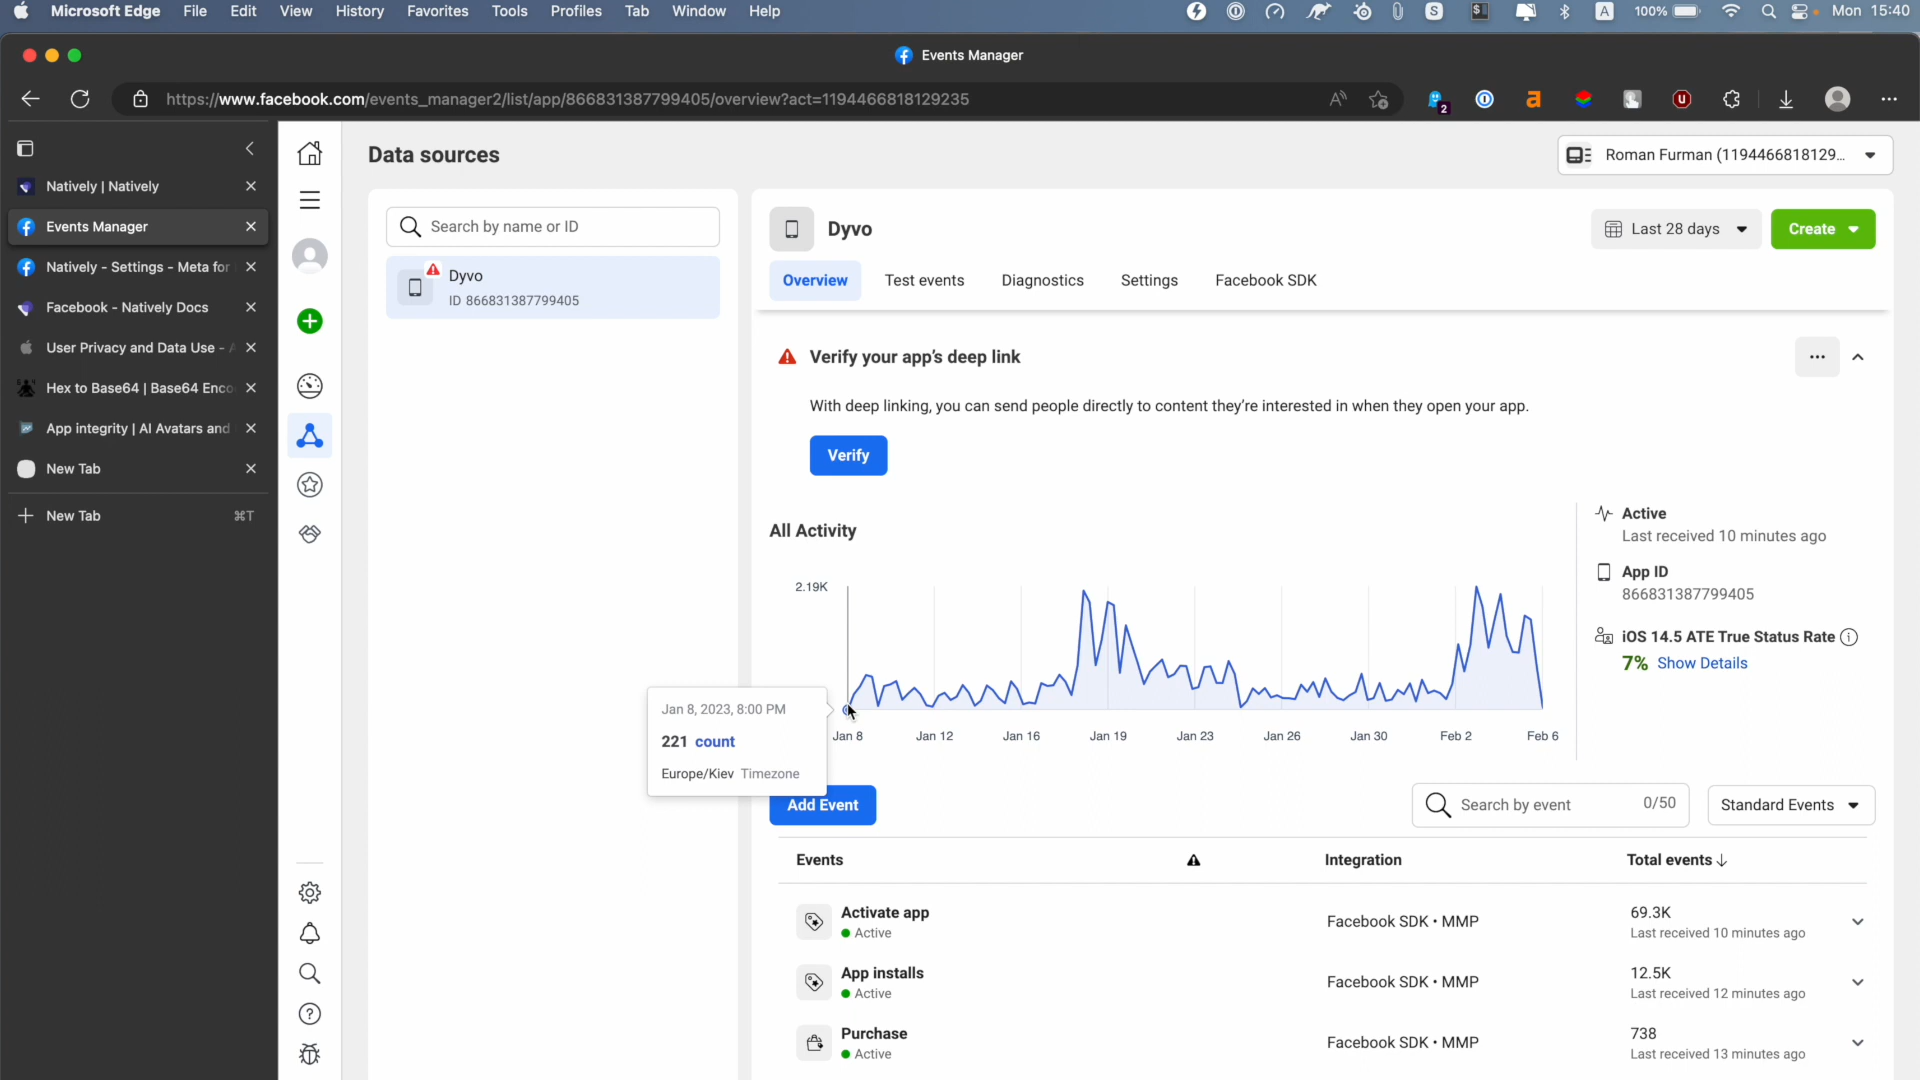 Microsoft Edge File Edit View History Favorites Tools Profiles Tab Window Help
100% Mon 15:40
Events Manager
https://www.facebook.com/events_manager2/list/app/866831387799405/overview?act=1194466818129235
2
Natively | Natively
Events Manager
Natively - Settings - Meta for
Facebook - Natively Docs
User Privacy and Data Use -
Hex to Base64 | Base64 Enco
App integrity | AI Avatars and
New Tab
New Tab ⌘T
Data sources
Roman Furman (11944668181​29...
Search by name or ID
Dyvo
ID 866831387799405
Dyvo
Last 28 days
Create
Overview Test events Diagnostics Settings Facebook SDK
Verify your app's deep link
With deep linking, you can send people directly to content they're interested in when they open your app.
Verify
All Activity
2.19K
Jan 8 Jan 12 Jan 16 Jan 19 Jan 23 Jan 26 Jan 30 Feb 2 Feb 6
Jan 8, 2023, 8:00 PM
221 count
Europe/Kiev Timezone
Active
Last received 10 minutes ago
App ID
866831387799405
iOS 14.5 ATE True Status Rate
7% Show Details
Add Event
Search by event 0/50
Standard Events
Events Integration Total events
Activate app
Active
Facebook SDK • MMP
69.3K
Last received 10 minutes ago
App installs
Active
Facebook SDK • MMP
12.5K
Last received 12 minutes ago
Purchase
Active
Facebook SDK • MMP
738
Last received 13 minutes ago